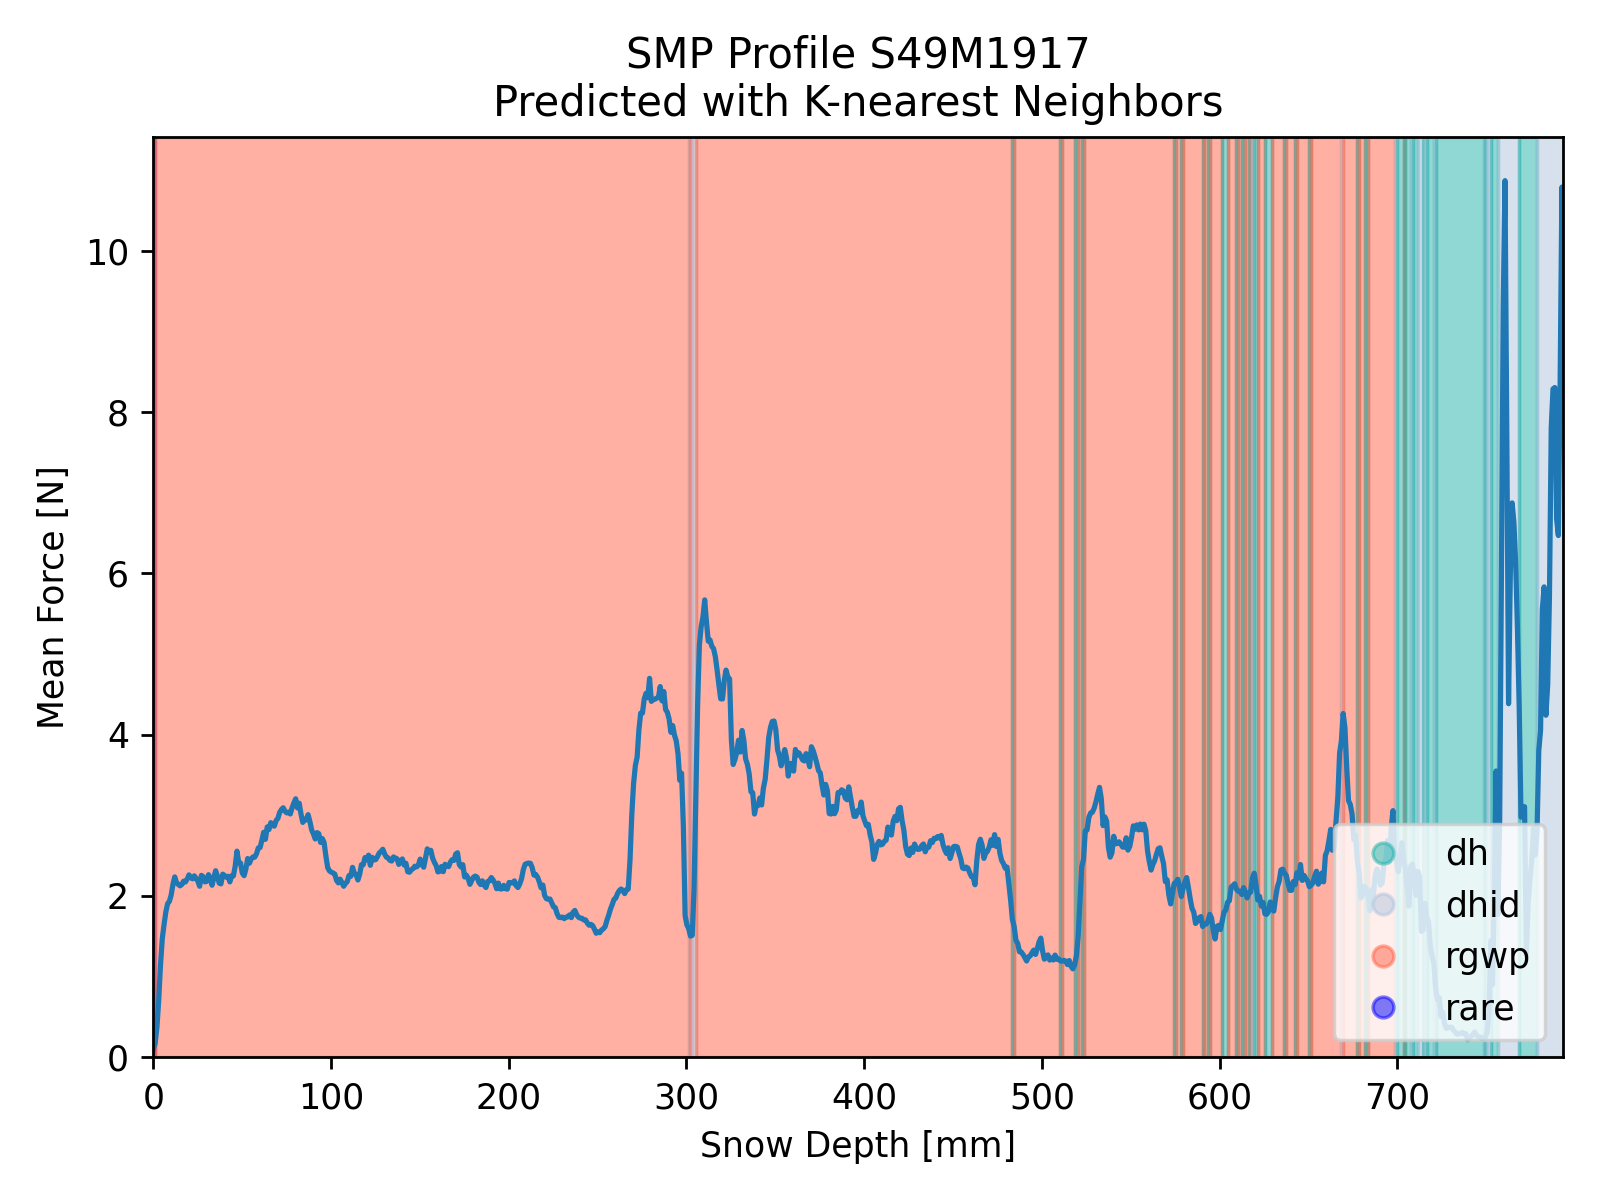 SMP Profile S49M1917
Predicted with K-nearest Neighbors
Mean Force [N]
10
8
6
4
2
0
0 100 200 300 400 500 600 700
Snow Depth [mm]
dh
dhid
rgwp
rare